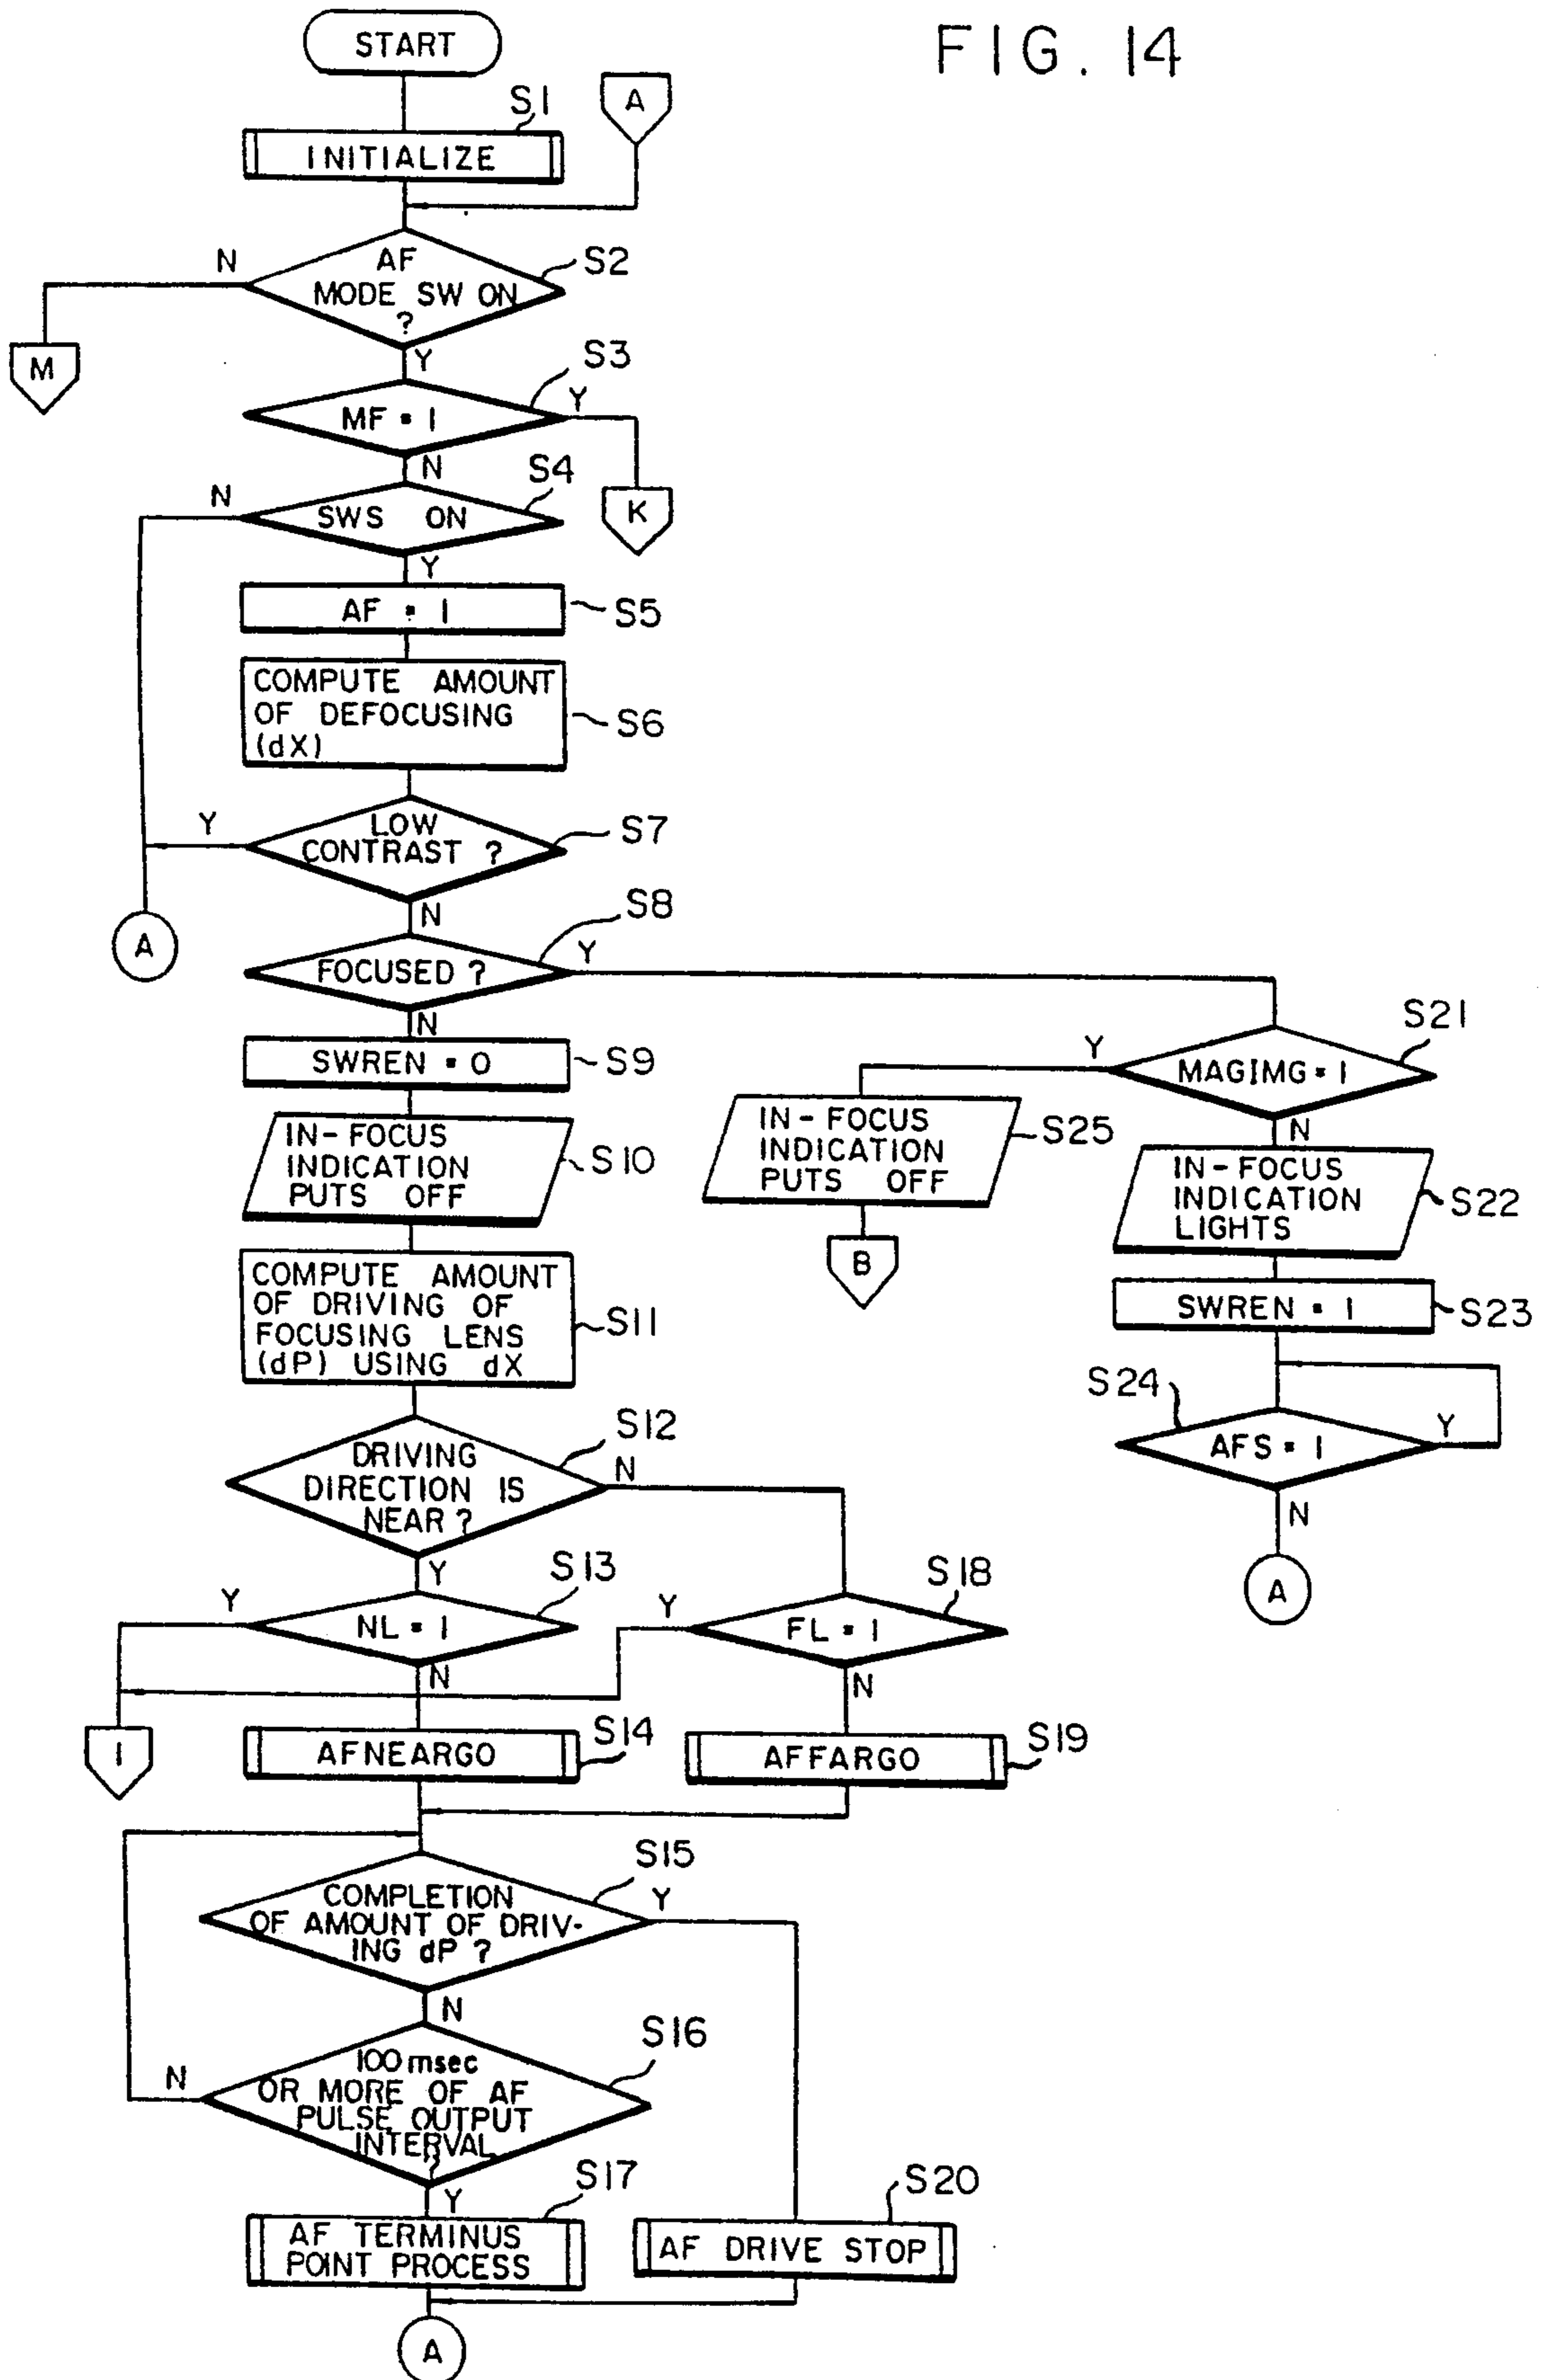 FIG. 14
START
A
S1
INITIALIZE
N
AF
MODE SW ON
?
S2
M
Y
S3
MF = 1
Y
N
K
S4
N
SWS ON
Y
AF = 1
S5
COMPUTE AMOUNT
OF DEFOCUSING
(dX)
S6
Y
LOW
CONTRAST ?
S7
N
A
S8
FOCUSED ?
Y
N
SWREN = 0
S9
IN-FOCUS
INDICATION
PUTS OFF
S10
COMPUTE AMOUNT
OF DRIVING OF
FOCUSING LENS
(dP) USING dX
S11
S21
Y
MAGIMG = 1
N
IN-FOCUS
INDICATION
PUTS OFF
S25
B
IN-FOCUS
INDICATION
LIGHTS
S22
SWREN = 1
S23
S24
AFS = 1
Y
N
A
S12
DRIVING
DIRECTION IS
NEAR ?
N
Y
S13
Y
NL = 1
N
S18
Y
FL = 1
N
I
AFNEARGO
S14
AFFARGO
S19
S15
COMPLETION
OF AMOUNT OF DRIV-
ING dP ?
Y
N
S16
N
100 msec
OR MORE OF AF
PULSE OUTPUT
INTERVAL
?
Y
S17
AF TERMINUS
POINT PROCESS
S20
AF DRIVE STOP
A